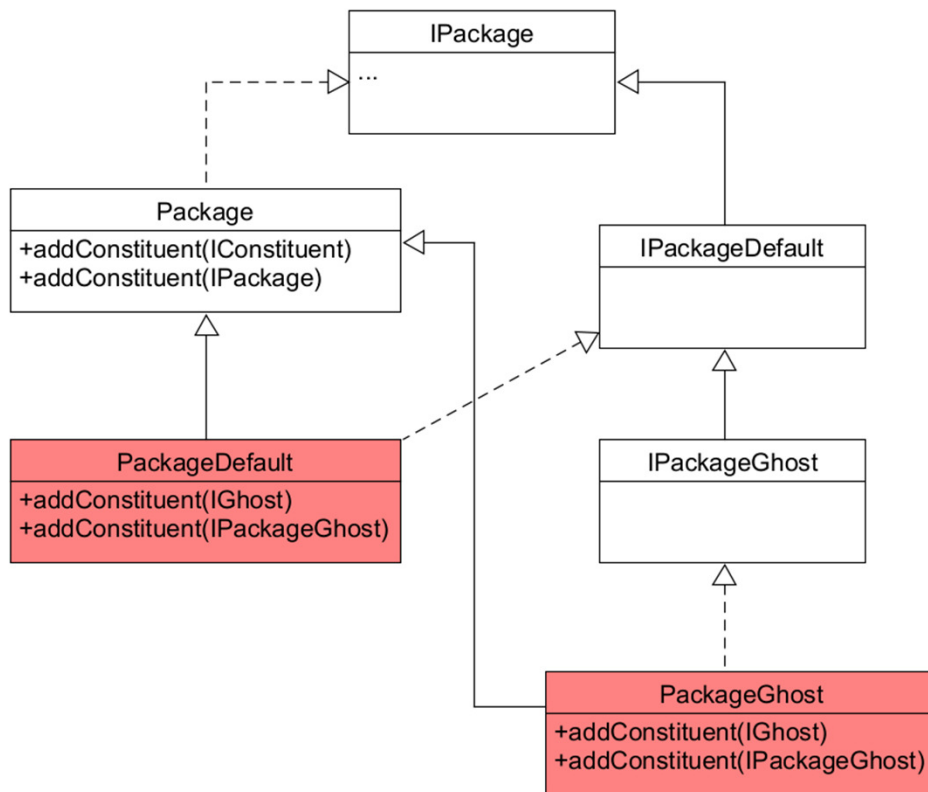 IPackage
...
Package
+addConstituent(IConstituent)
+addConstituent(IPackage)
IPackageDefault
PackageDefault
+addConstituent(IGhost)
+addConstituent(IPackageGhost)
IPackageGhost
PackageGhost
+addConstituent(IGhost)
+addConstituent(IPackageGhost)